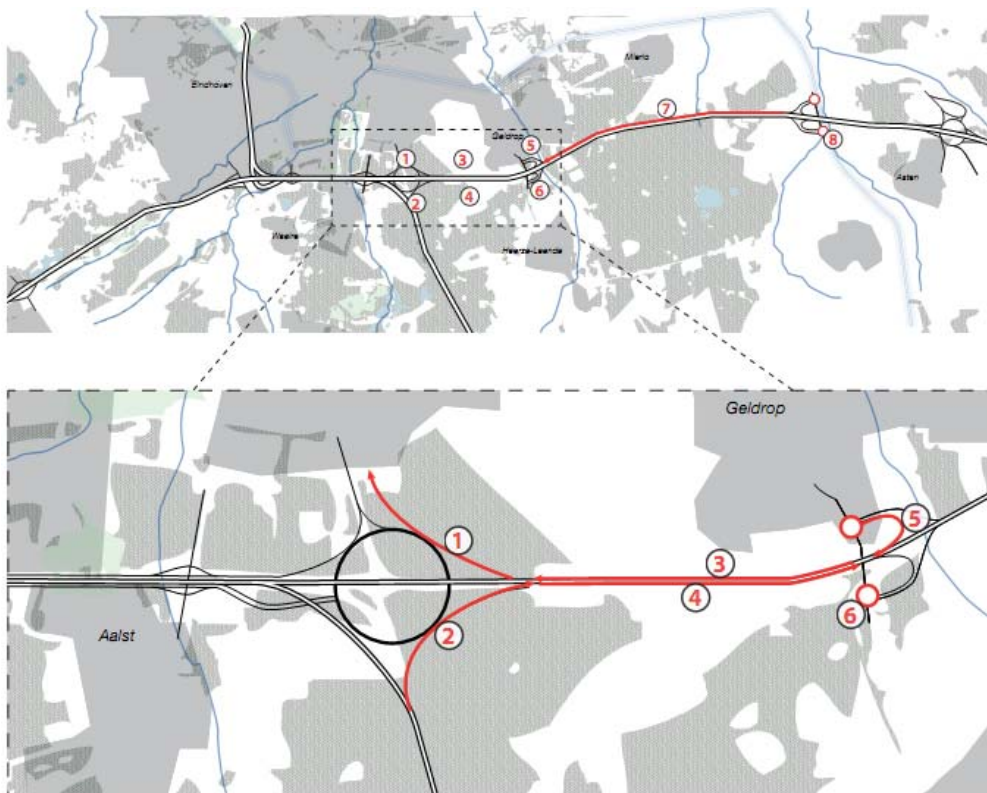 Mierlo
Eindhoven
7
Geldrop
5
8
1
3
6
4
Asten
2
Waalre
Heeze-Leende
Geldrop
5
1
3
4
6
2
Aalst